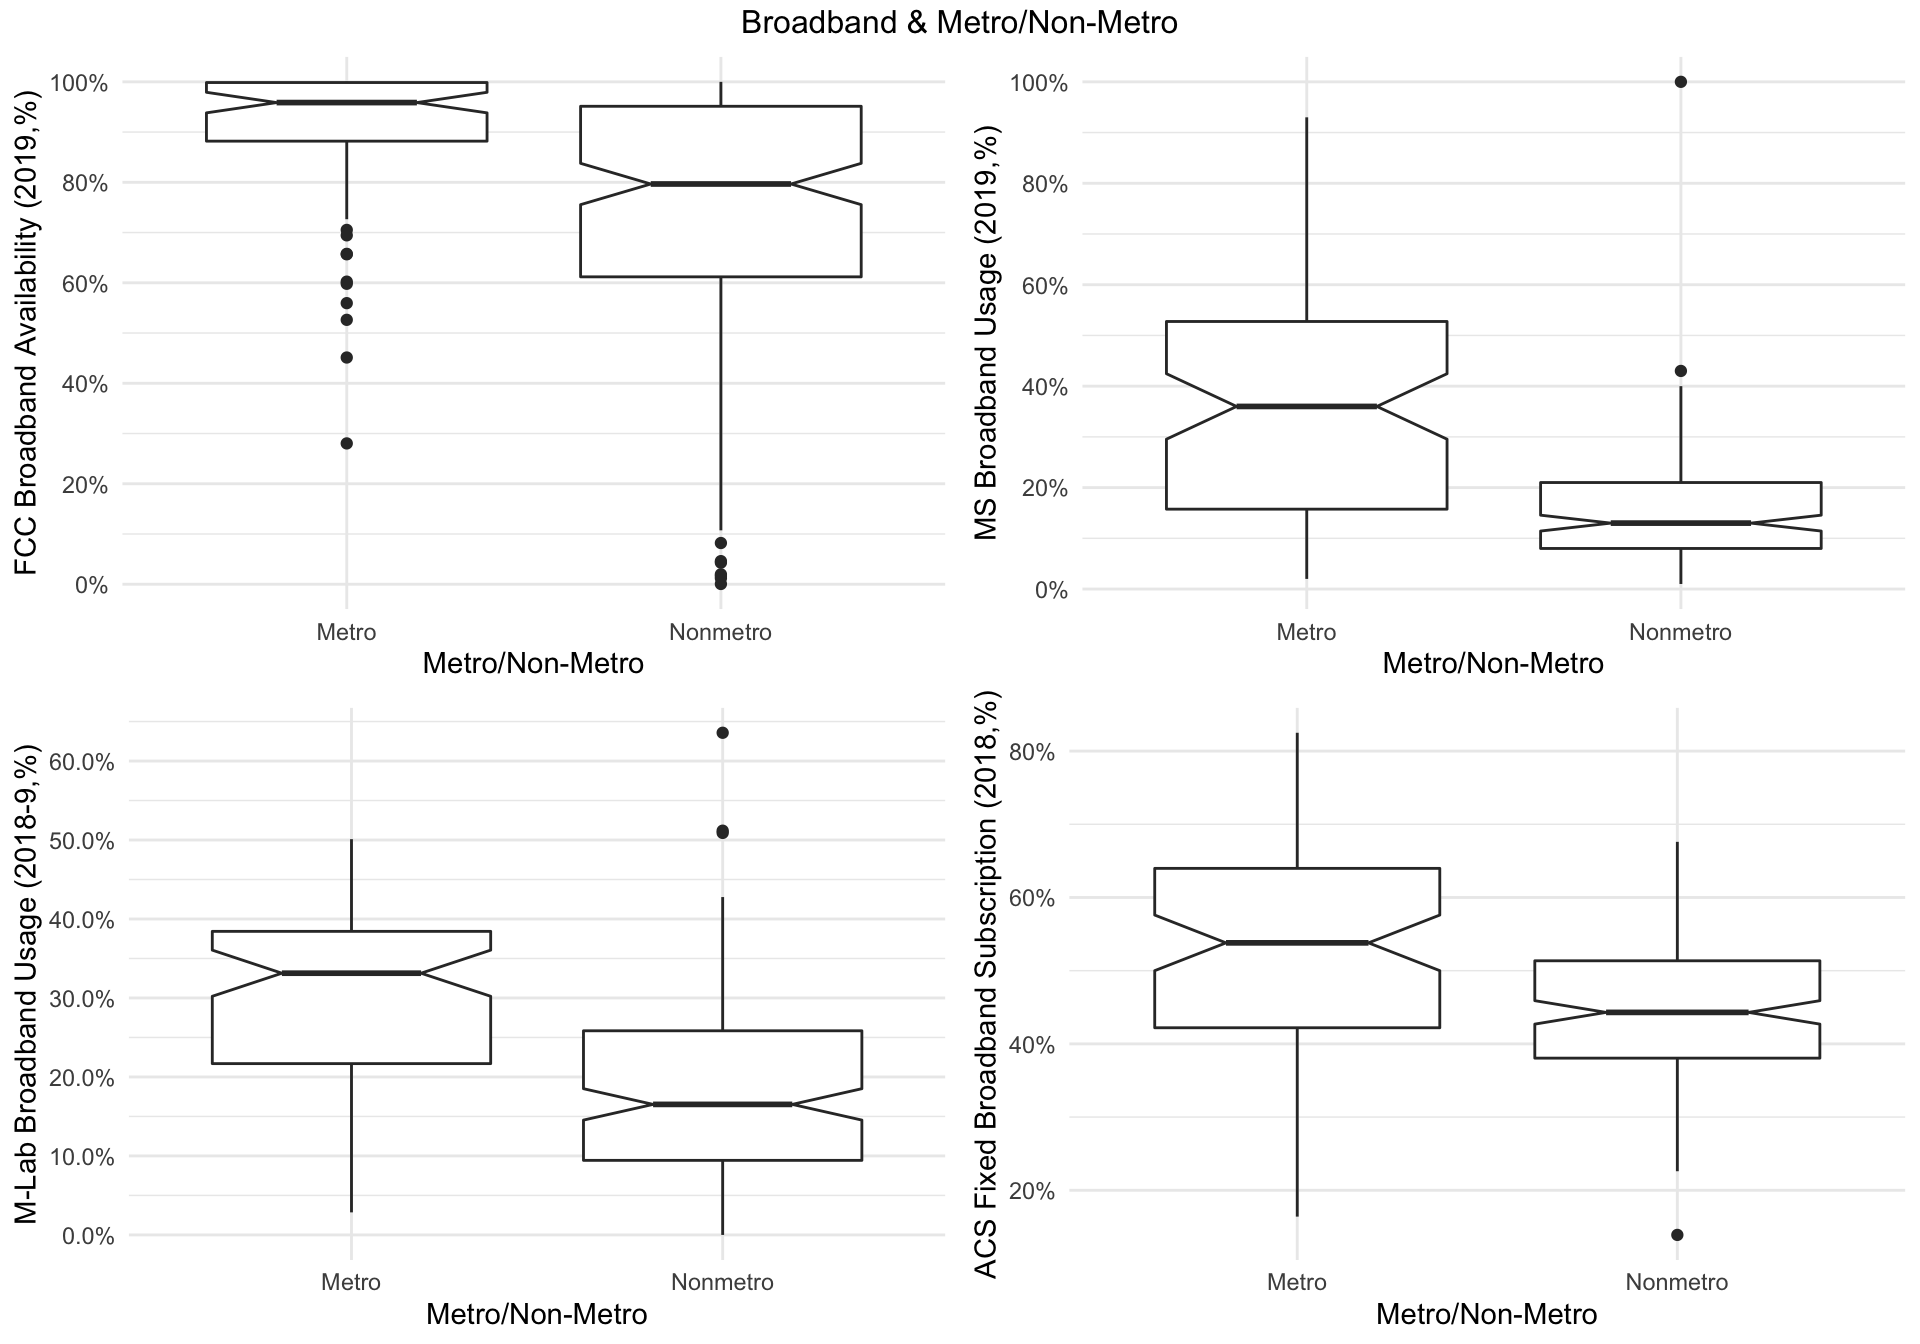 Broadband & Metro/Non-Metro
FCC Broadband Availability (2019,%)
100%
80%
60%
40%
20%
0%
Metro
Nonmetro
Metro/Non-Metro
MS Broadband Usage (2019,%)
100%
80%
60%
40%
20%
0%
Metro
Nonmetro
Metro/Non-Metro
M-Lab Broadband Usage (2018-9,%)
60.0%
50.0%
40.0%
30.0%
20.0%
10.0%
0.0%
Metro
Nonmetro
Metro/Non-Metro
ACS Fixed Broadband Subscription (2018,%)
80%
60%
40%
20%
Metro
Nonmetro
Metro/Non-Metro